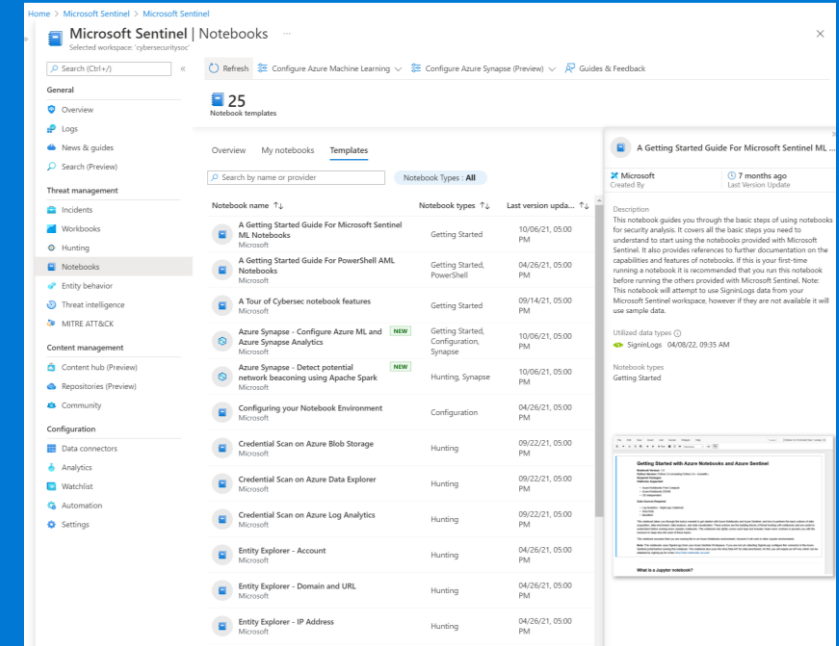 Home > Microsoft Sentinel > Microsoft Sentinel
Microsoft Sentinel | Notebooks ...
Selected workspace: 'cybersecuritysoc'
Search (Ctrl+/)
«
General
Overview
Logs
News & guides
Search (Preview)
Threat management
Incidents
Workbooks
Hunting
Notebooks
Entity behavior
Threat intelligence
MITRE ATT&CK
Content management
Content hub (Preview)
Repositories (Preview)
Community
Configuration
Data connectors
Analytics
Watchlist
Automation
Settings
Refresh Configure Azure Machine Learning Configure Azure Synapse (Preview) Guides & Feedback
25
Notebook templates
Overview My notebooks Templates
Search by name or provider Notebook Types : All
Notebook name ↑↓ Notebook types ↑↓ Last version upda... ↑↓
A Getting Started Guide For Microsoft Sentinel
ML Notebooks
Microsoft
Getting Started
10/06/21, 05:00
PM
A Getting Started Guide For PowerShell AML
Notebooks
Microsoft
Getting Started,
PowerShell
04/26/21, 05:00
PM
A Tour of Cybersec notebook features
Microsoft
Getting Started
09/14/21, 05:00
PM
Azure Synapse - Configure Azure ML and
Azure Synapse Analytics
Microsoft
NEW
Getting Started,
Configuration,
Synapse
10/06/21, 05:00
PM
Azure Synapse - Detect potential
network beaconing using Apache Spark
Microsoft
NEW
Hunting, Synapse
10/06/21, 05:00
PM
Configuring your Notebook Environment
Microsoft
Configuration
04/26/21, 05:00
PM
Credential Scan on Azure Blob Storage
Microsoft
Hunting
09/22/21, 05:00
PM
Credential Scan on Azure Data Explorer
Microsoft
Hunting
09/22/21, 05:00
PM
Credential Scan on Azure Log Analytics
Microsoft
Hunting
09/22/21, 05:00
PM
Entity Explorer - Account
Microsoft
Hunting
04/26/21, 05:00
PM
Entity Explorer - Domain and URL
Microsoft
Hunting
04/26/21, 05:00
PM
Entity Explorer - IP Address
Microsoft
Hunting
04/26/21, 05:00
PM
A Getting Started Guide For Microsoft Sentinel ML ...
Microsoft
Created By
7 months ago
Last Version Update
Description
This notebook guides you through the basic steps of using notebooks
for security analysis. It covers all the basic steps you need to
understand to start using the notebooks provided with Microsoft
Sentinel. It also provides references to further documentation on the
capabilities and features of notebooks. If this is your first-time
running a notebook it is recommended that you run this notebook
before running the others provided with Microsoft Sentinel. Note:
This notebook will attempt to use SigninLogs data from your
Microsoft Sentinel workspace, however if they are not available it will
use sample data.
Utilized data types
SigninLogs 04/08/22, 09:35 AM
Notebook types
Getting Started
Getting Started with Azure Notebooks and Azure Sentinel
What is a Jupyter notebook?